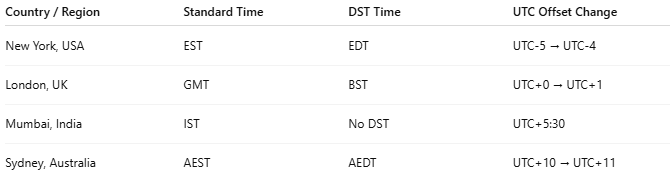 Country / Region Standard Time DST Time UTC Offset Change
New York, USA EST EDT UTC-5 → UTC-4
London, UK GMT BST UTC+0 → UTC+1
Mumbai, India IST No DST UTC+5:30
Sydney, Australia AEST AEDT UTC+10 → UTC+11